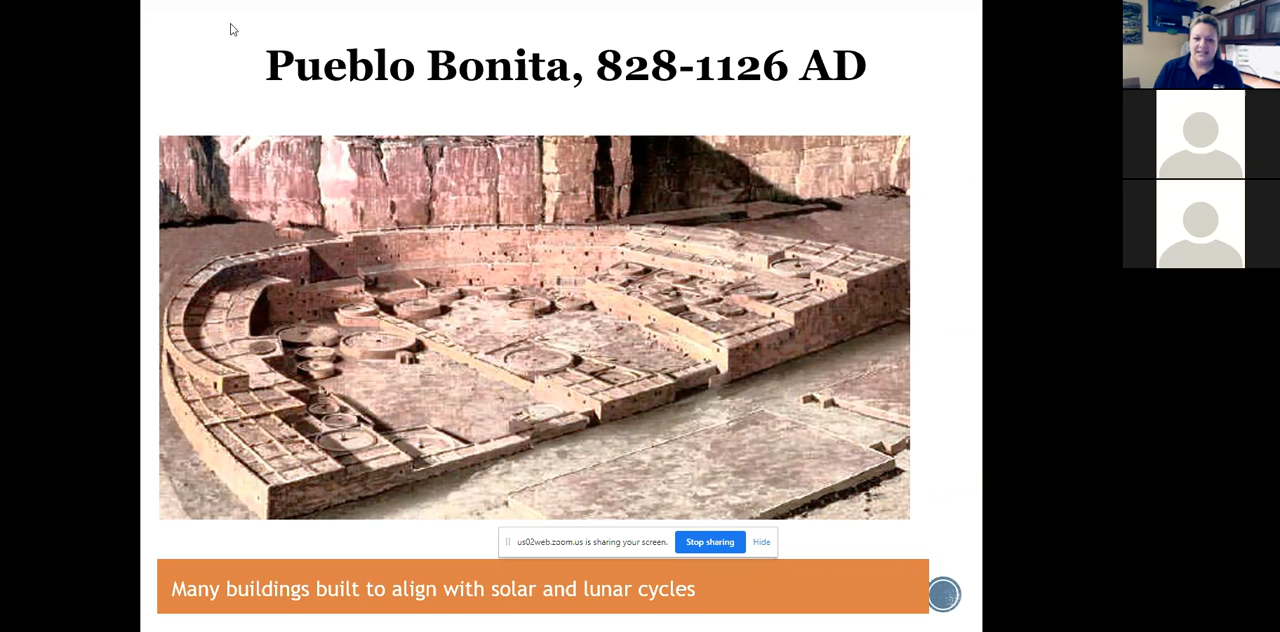 Pueblo Bonita, 828-1126 AD
us02web.zoom.us is sharing your screen.
Stop sharing
Hide
Many buildings built to align with solar and lunar cycles